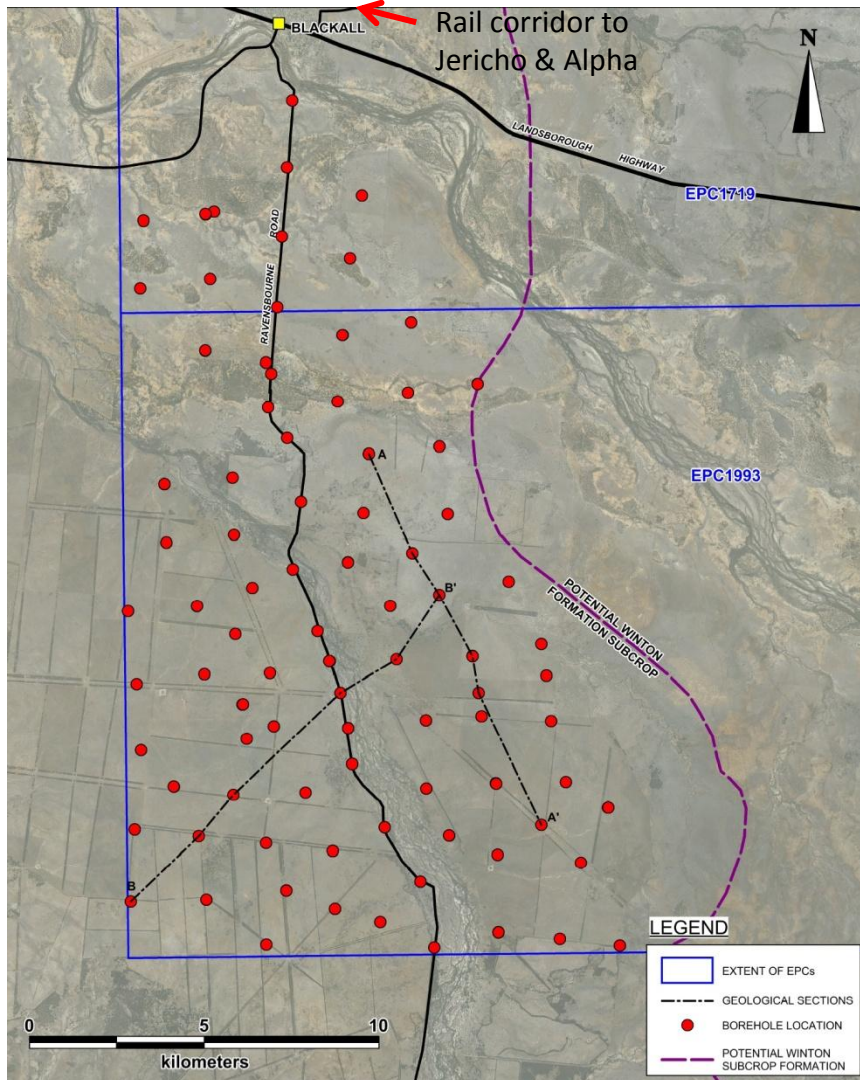 Rail corridor to
Jericho & Alpha
BLACKALL
N
LANDSBOROUGH
HIGHWAY
EPC1719
ROAD
RAVENSBOURNE
A
EPC1993
B'
POTENTIAL WINTON
FORMATION SUBCROP
A'
B
LEGEND
EXTENT OF EPCs
GEOLOGICAL SECTIONS
BOREHOLE LOCATION
POTENTIAL WINTON
SUBCROP FORMATION
0 5 10
kilometers